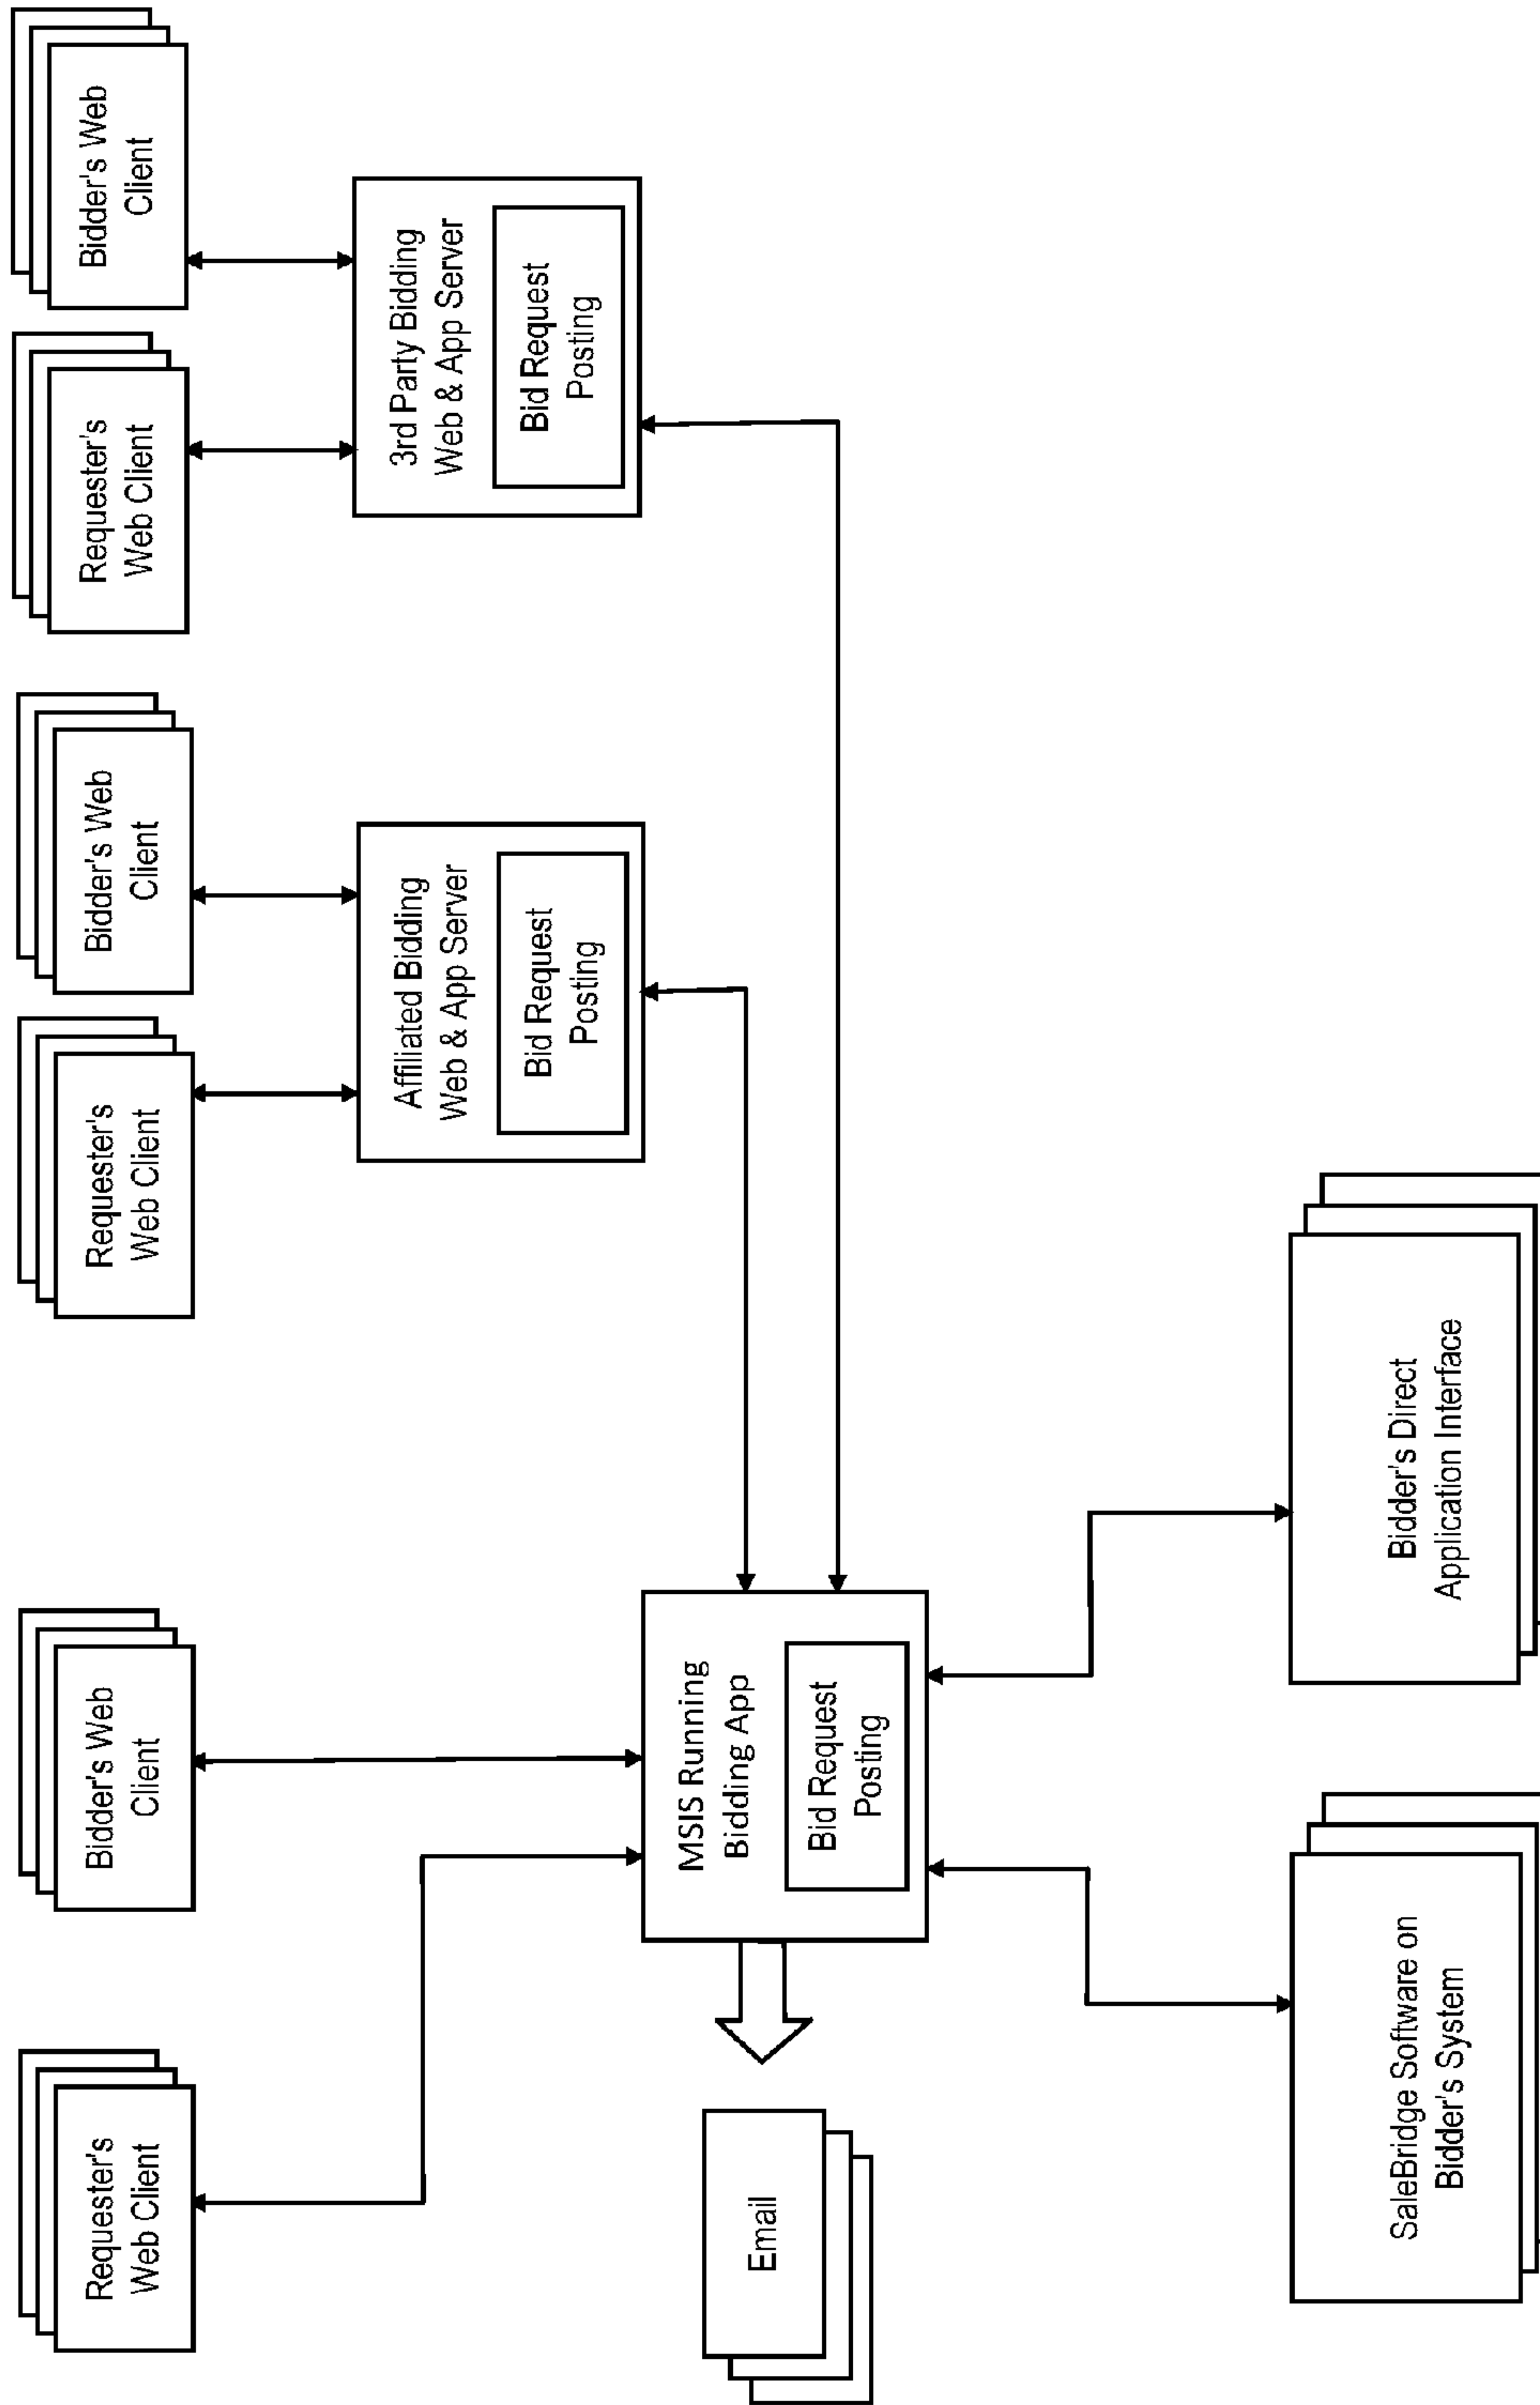 Requester's
Web Client
Bidder's Web
Client
Requester's
Web Client
Bidder's Web
Client
Requester's
Web Client
Bidder's Web
Client
Affiliated Bidding
Web & App Server
Bid Request
Posting
3rd Party Bidding
Web & App Server
Bid Request
Posting
Email
MSIS Running
Bidding App
Bid Request
Posting
SaleBridge Software on
Bidder's System
Bidder's Direct
Application Interface